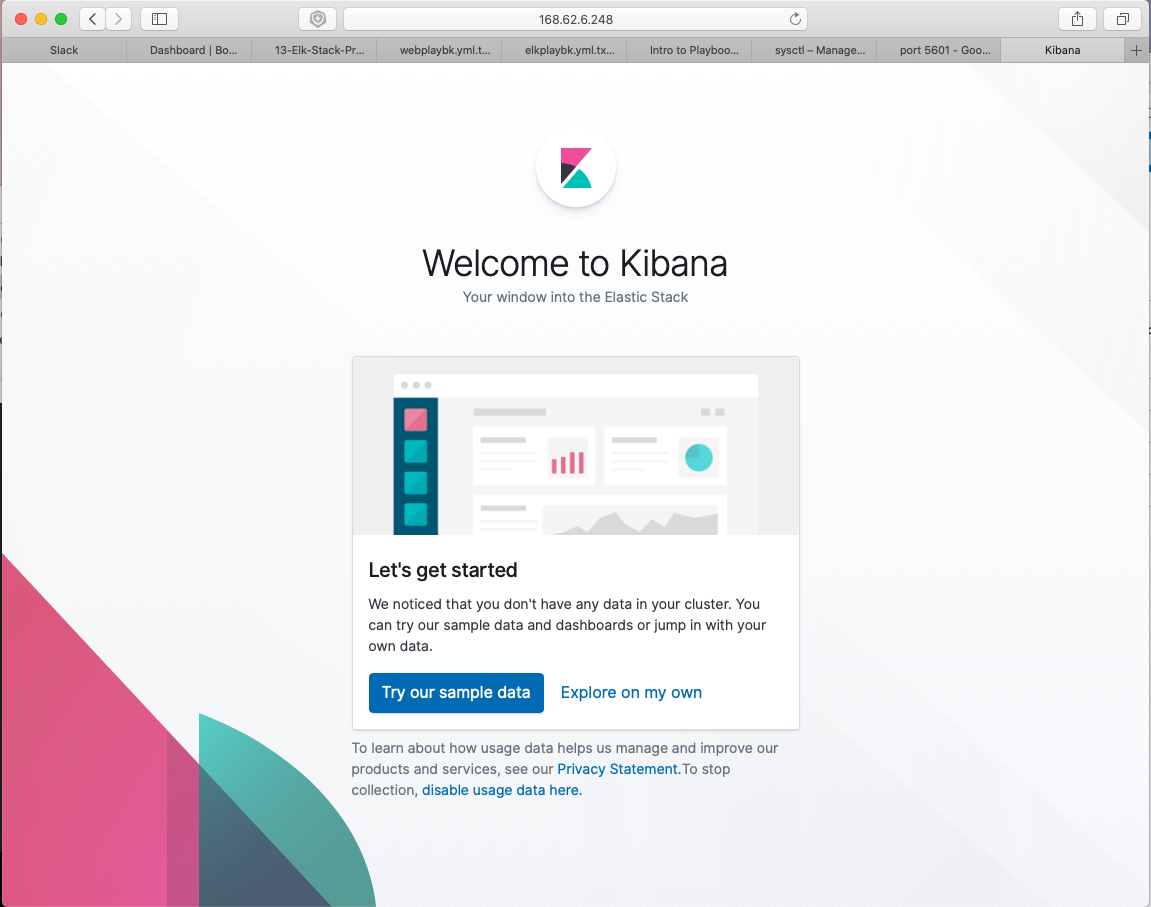 168.62.6.248
Slack
Dashboard | Bo...
13-Elk-Stack-Pr...
webplaybk.yml.t...
elkplaybk.yml.tx...
Intro to Playboo...
sysctl – Manage...
port 5601 - Goo...
Kibana
Welcome to Kibana
Your window into the Elastic Stack
Let's get started
We noticed that you don't have any data in your cluster. You
can try our sample data and dashboards or jump in with your
own data.
Try our sample data
Explore on my own
To learn about how usage data helps us manage and improve our
products and services, see our Privacy Statement.To stop
collection, disable usage data here.